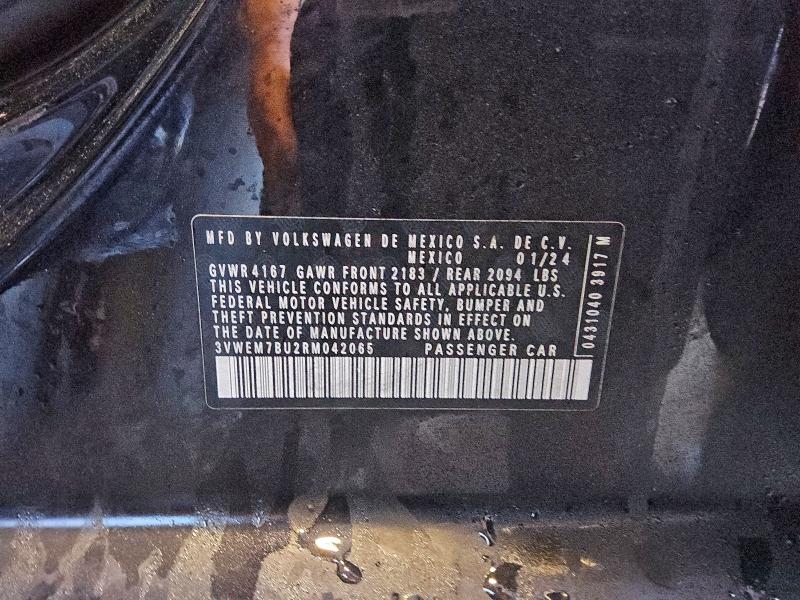 MFD BY VOLKSWAGEN DE MEXICO S.A. DE C.V.
MEXICO 01/24
GVWR 4167 GAWR FRONT 2183 / REAR 2094 LBS
THIS VEHICLE CONFORMS TO ALL APPLICABLE U.S.
FEDERAL MOTOR VEHICLE SAFETY, BUMPER AND
THEFT PREVENTION STANDARDS IN EFFECT ON
THE DATE OF MANUFACTURE SHOWN ABOVE.
3VWEM7BU2RM042065 PASSENGER CAR
0431040 3917 M